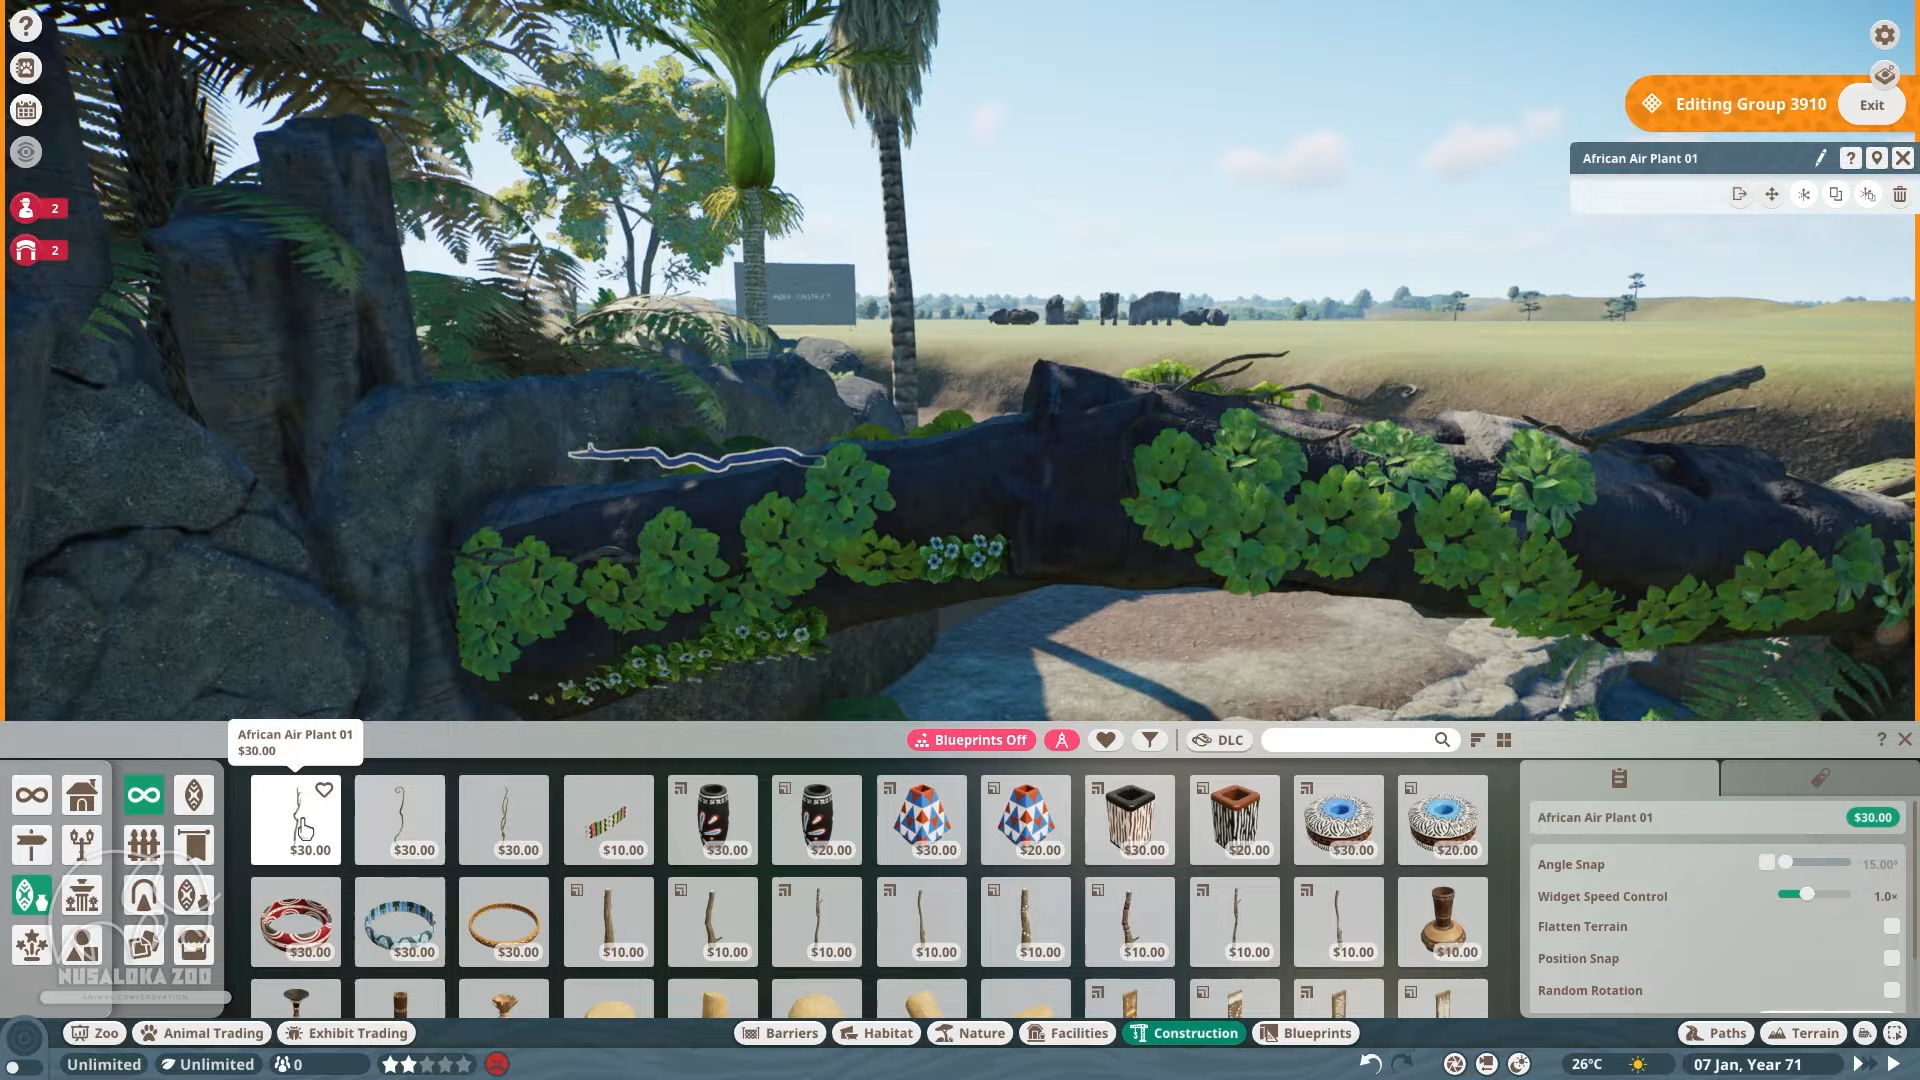 Editing Group 3910
Exit
African Air Plant 01
2
2
African Air Plant 01
$30.00
Blueprints Off
DLC
$30.00
$30.00
$30.00
$10.00
$30.00
$20.00
$30.00
$20.00
$30.00
$20.00
$30.00
$20.00
$30.00
$30.00
$30.00
$10.00
$10.00
$10.00
$10.00
$10.00
$10.00
$10.00
$10.00
$10.00
African Air Plant 01
$30.00
Angle Snap
15.00°
Widget Speed Control
1.0×
Flatten Terrain
Position Snap
Random Rotation
NUSALOKA ZOO
ANIMAL CONVERSVATION
Zoo
Animal Trading
Exhibit Trading
Barriers
Habitat
Nature
Facilities
Construction
Blueprints
Paths
Terrain
Unlimited
Unlimited
0
26°C
07 Jan, Year 71